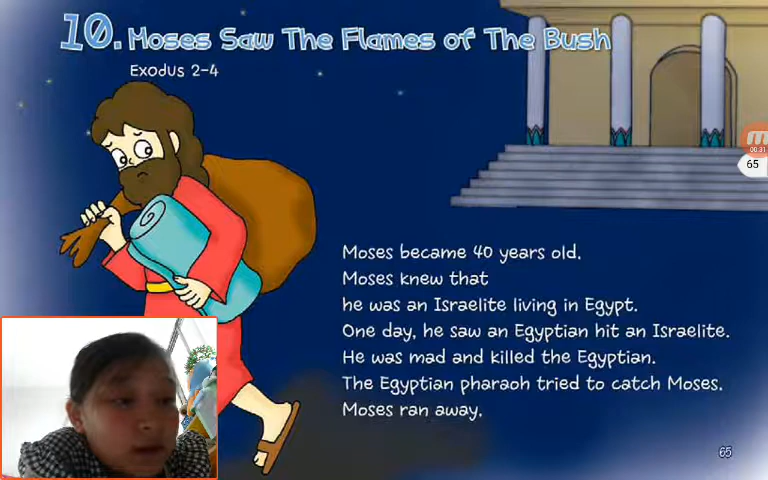 10. Moses Saw The Flames of The Bush
Exodus 2-4
00:31
65
Moses became 40 years old.
Moses knew that
he was an Israelite living in Egypt.
One day, he saw an Egyptian hit an Israelite.
He was mad and killed the Egyptian.
The Egyptian pharaoh tried to catch Moses.
Moses ran away.
65